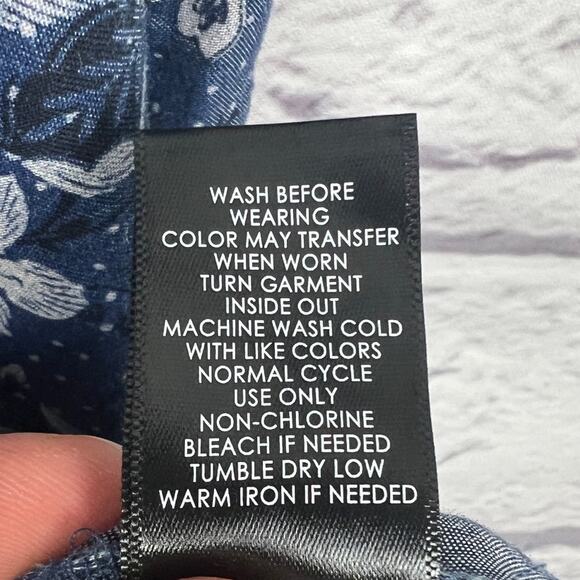 WASH BEFORE
WEARING
COLOR MAY TRANSFER
WHEN WORN
TURN GARMENT
INSIDE OUT
MACHINE WASH COLD
WITH LIKE COLORS
NORMAL CYCLE
USE ONLY
NON-CHLORINE
BLEACH IF NEEDED
TUMBLE DRY LOW
WARM IRON IF NEEDED